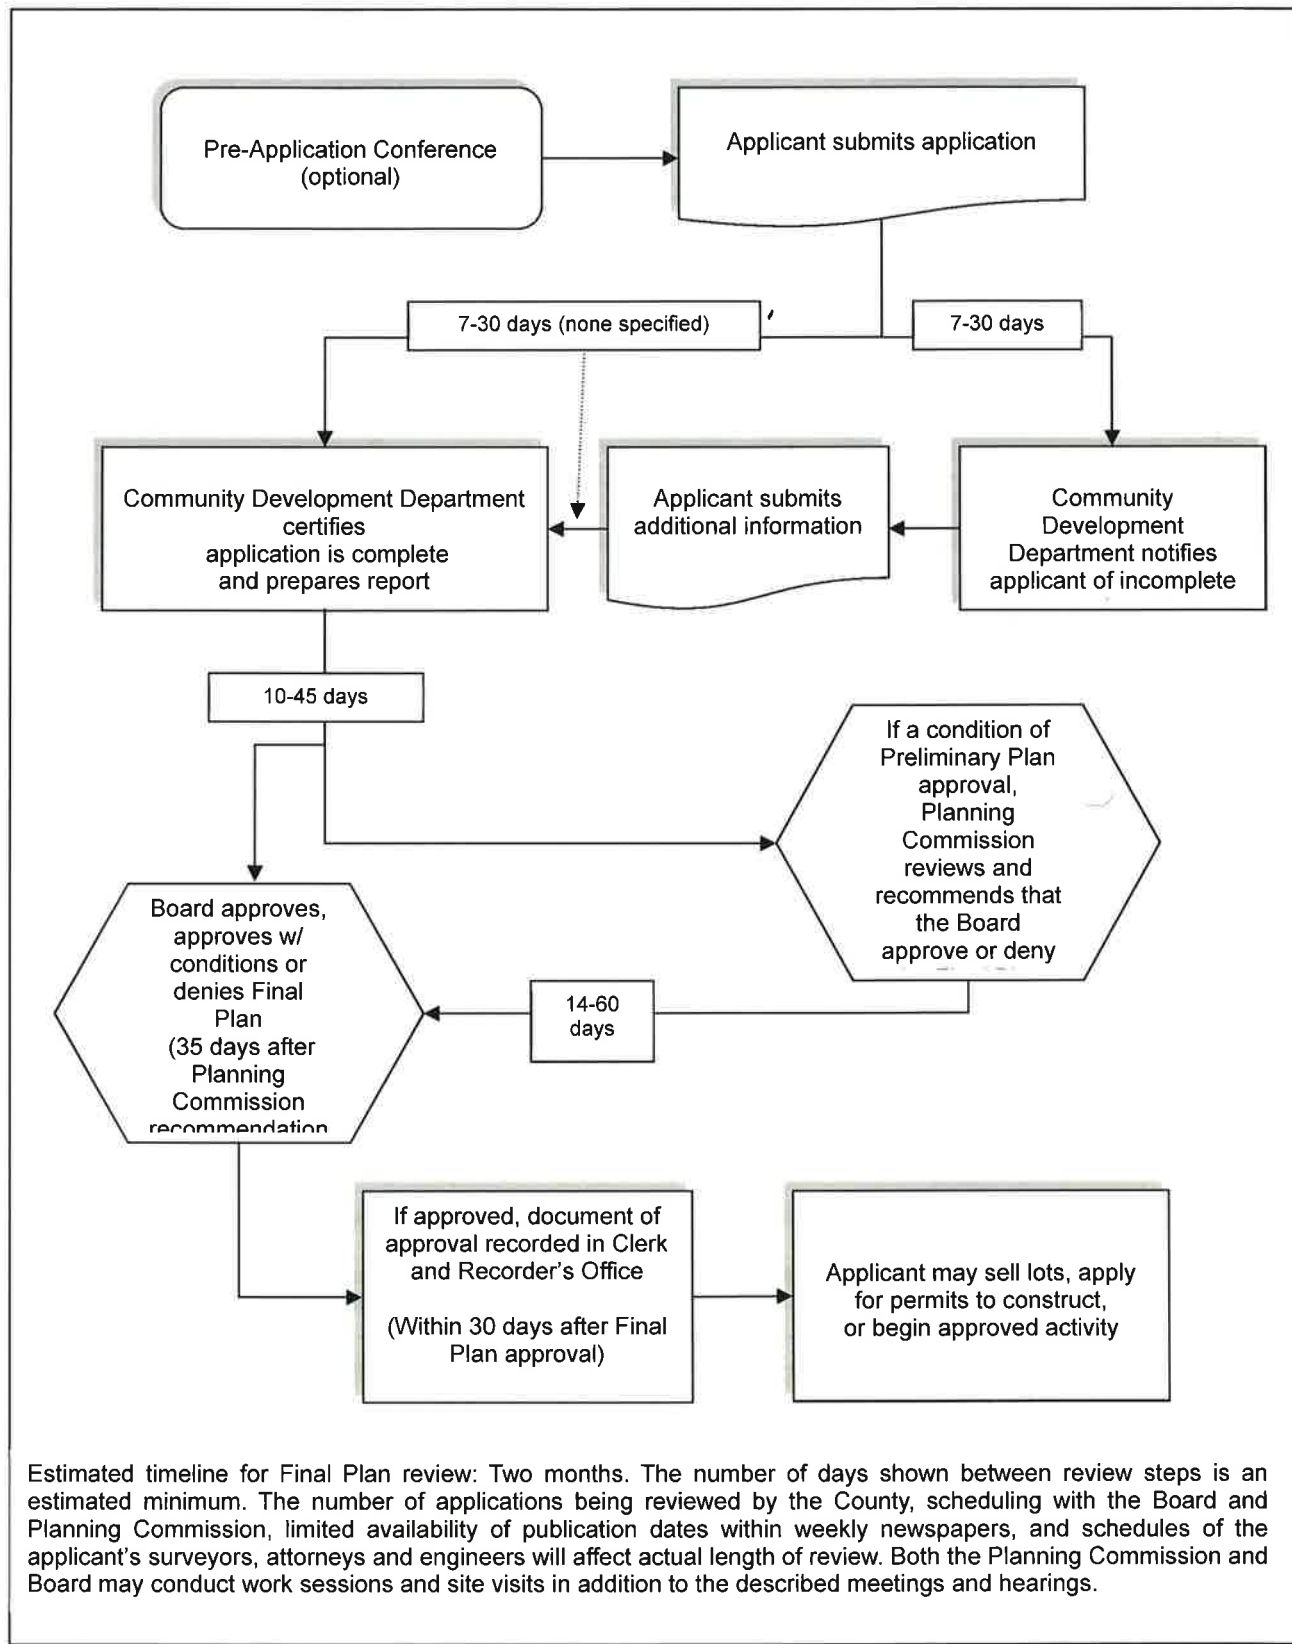 Pre-Application Conference
(optional)
Applicant submits application
7-30 days (none specified)
7-30 days
Community Development Department
certifies
application is complete
and prepares report
Applicant submits
additional information
Community
Development
Department notifies
applicant of incomplete
10-45 days
If a condition of
Preliminary Plan
approval,
Planning
Commission
reviews and
recommends that
the Board
approve or deny
Board approves,
approves w/
conditions or
denies Final
Plan
(35 days after
Planning
Commission
recommendation
14-60
days
If approved, document of
approval recorded in Clerk
and Recorder's Office
(Within 30 days after Final
Plan approval)
Applicant may sell lots, apply
for permits to construct,
or begin approved activity
Estimated timeline for Final Plan review: Two months. The number of days shown between review steps is an
estimated minimum. The number of applications being reviewed by the County, scheduling with the Board and
Planning Commission, limited availability of publication dates within weekly newspapers, and schedules of the
applicant's surveyors, attorneys and engineers will affect actual length of review. Both the Planning Commission and
Board may conduct work sessions and site visits in addition to the described meetings and hearings.